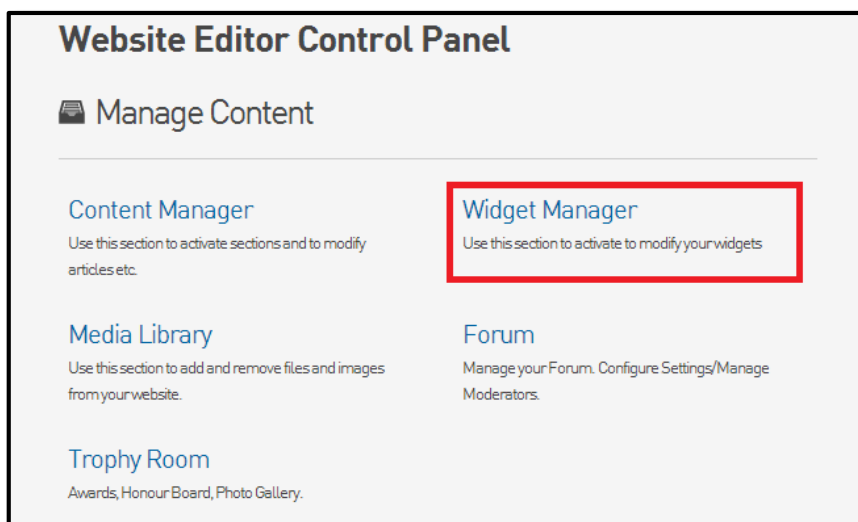 Website Editor Control Panel
Manage Content
Content Manager
Use this section to activate sections and to modify
articles etc.
Widget Manager
Use this section to activate to modify your widgets
Media Library
Use this section to add and remove files and images
from your website.
Forum
Manage your Forum. Configure Settings/Manage
Moderators.
Trophy Room
Awards, Honour Board, Photo Gallery.